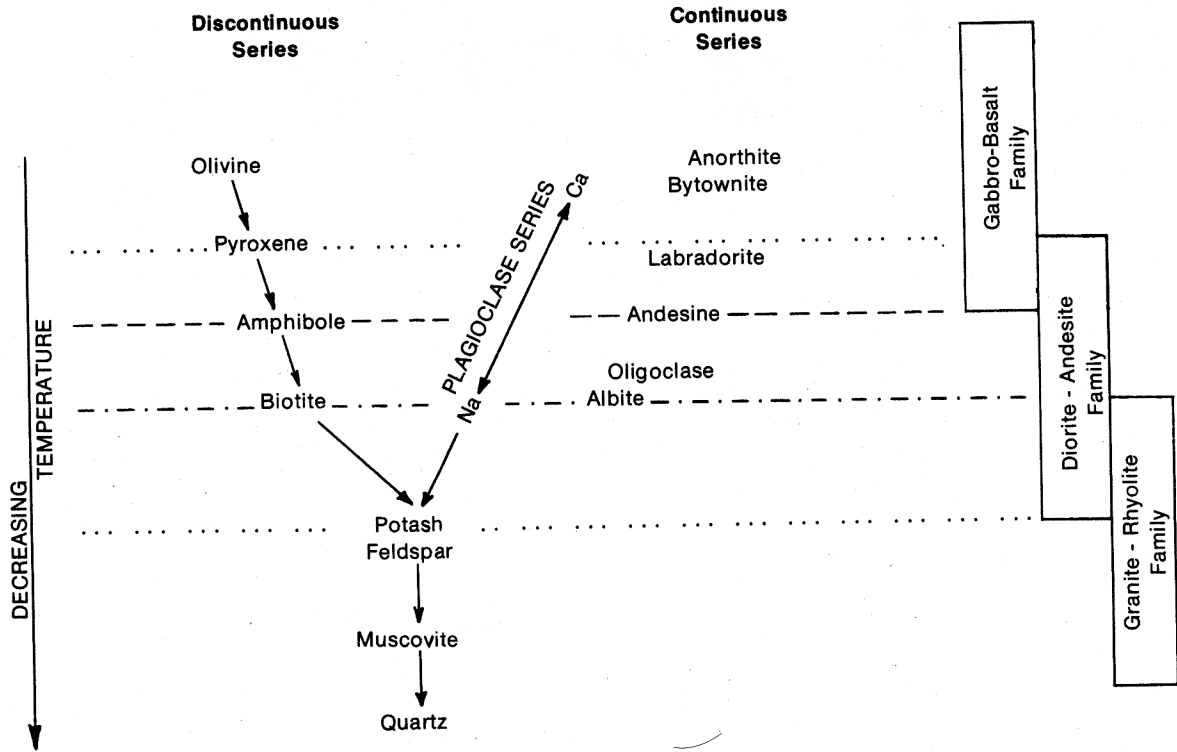 Discontinuous
Series
Continuous
Series
Olivine
Pyroxene
Amphibole
Biotite
PLAGIOCLASE SERIES
Ca
Na
Anorthite
Bytownite
Labradorite
Andesine
Oligoclase
Albite
Potash
Feldspar
Muscovite
Quartz
DECREASING
TEMPERATURE
Gabbro-Basalt
Family
Diorite - Andesite
Family
Granite - Rhyolite
Family